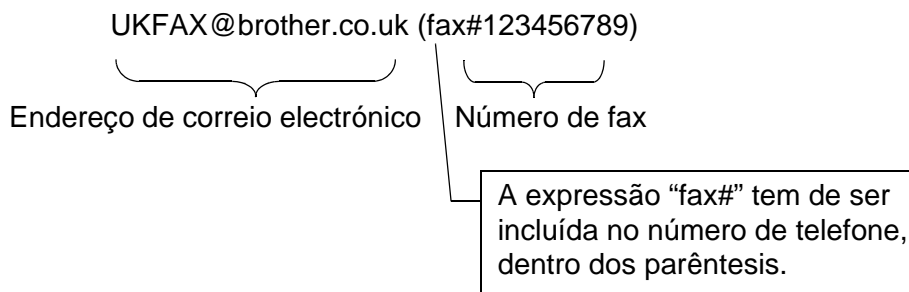 UKFAX@brother.co.uk (fax#123456789)
Endereço de correio electrónico Número de fax
A expressão “fax#” tem de ser
incluída no número de telefone,
dentro dos parêntesis.